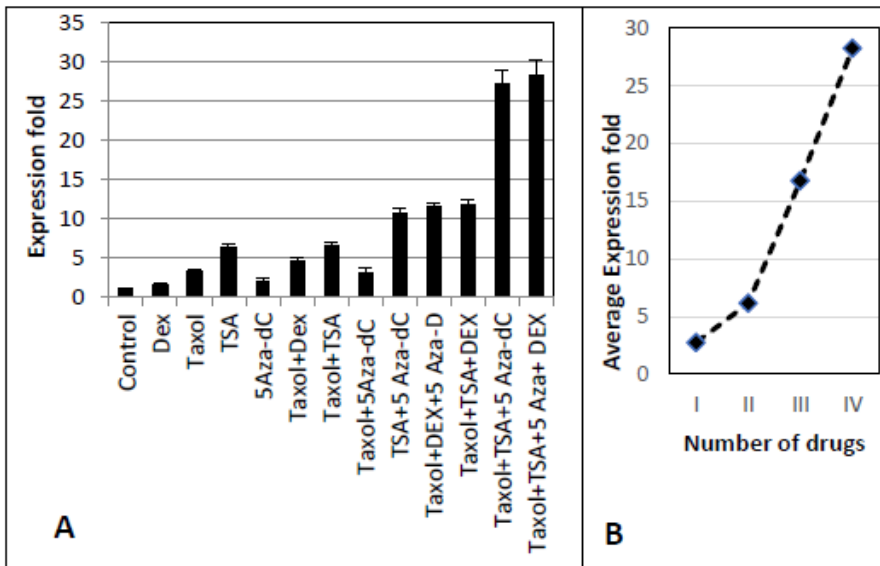 35
30
25
20
15
10
5
0
Expression fold
Control
Dex
Taxol
TSA
5Aza-dC
Taxol+Dex
Taxol+TSA
Taxol+5Aza-dC
TSA+5 Aza-dC
Taxol+DEX+5 Aza-D
Taxol+TSA+DEX
Taxol+TSA+5 Aza-dC
Taxol+TSA+5 Aza+ DEX
A
30
25
20
15
10
5
0
Average Expression fold
I II III IV
Number of drugs
B